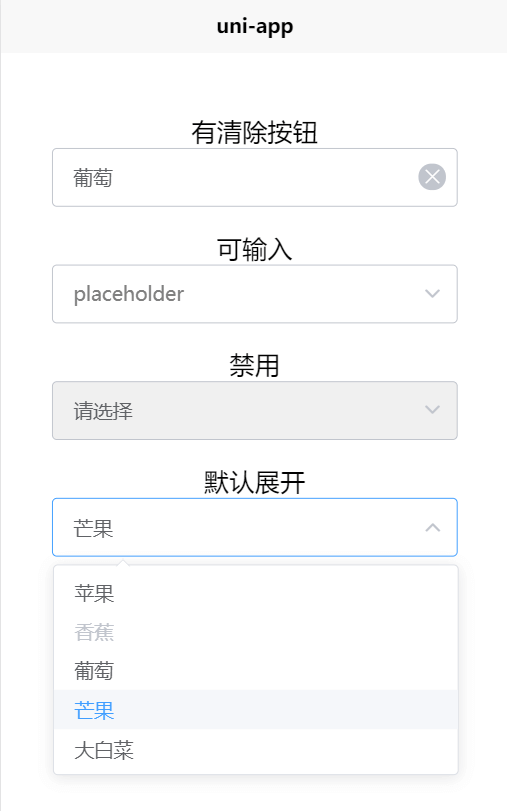 uni-app
有清除按钮
葡萄
可输入
placeholder
禁用
请选择
默认展开
芒果
苹果
香蕉
葡萄
芒果
大白菜